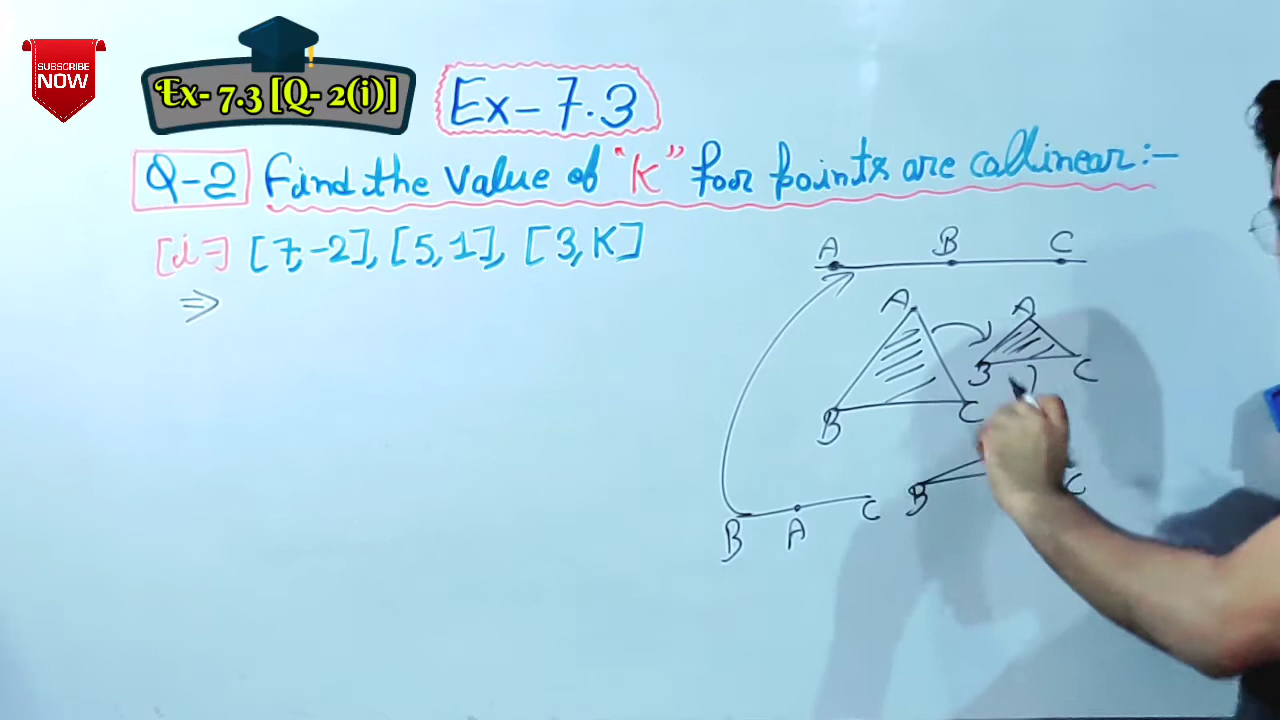 SUBSCRIBE
NOW
Ex- 7.3 [Q- 2(i)]
Ex-7.3
Q-2 Find the value of "K" for points are collinear:-
[i⇒] [7,-2], [5,1], [3,K]
⇒
A B C
A
A
B C
B C
B A C
B C